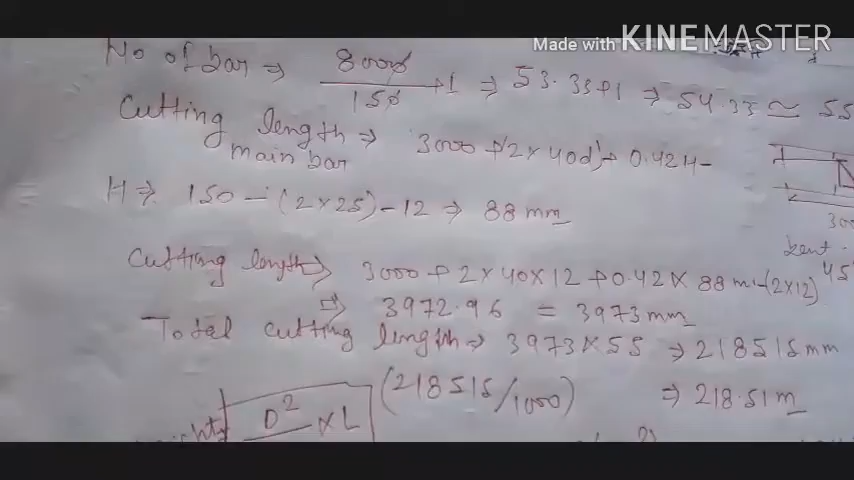 Made with KINEMASTER
No of bar ⇒ 8000/150 +1 ⇒ 53.33+1 ⇒ 54.33 ≅ 55
Cutting length main bar ⇒ 3000 + (2×40d) + 0.42H -
H ⇒ 150 - (2×25) - 12 ⇒ 88 mm
300
bent
Cutting length ⇒ 3000 + 2×40×12 + 0.42 × 88 m - (2×12) 45°
⇒ 3972.96 = 3973 mm
Total cutting length ⇒ 3973 × 55 ⇒ 218515 mm
(218515/1000) ⇒ 218.51 m
D² × L